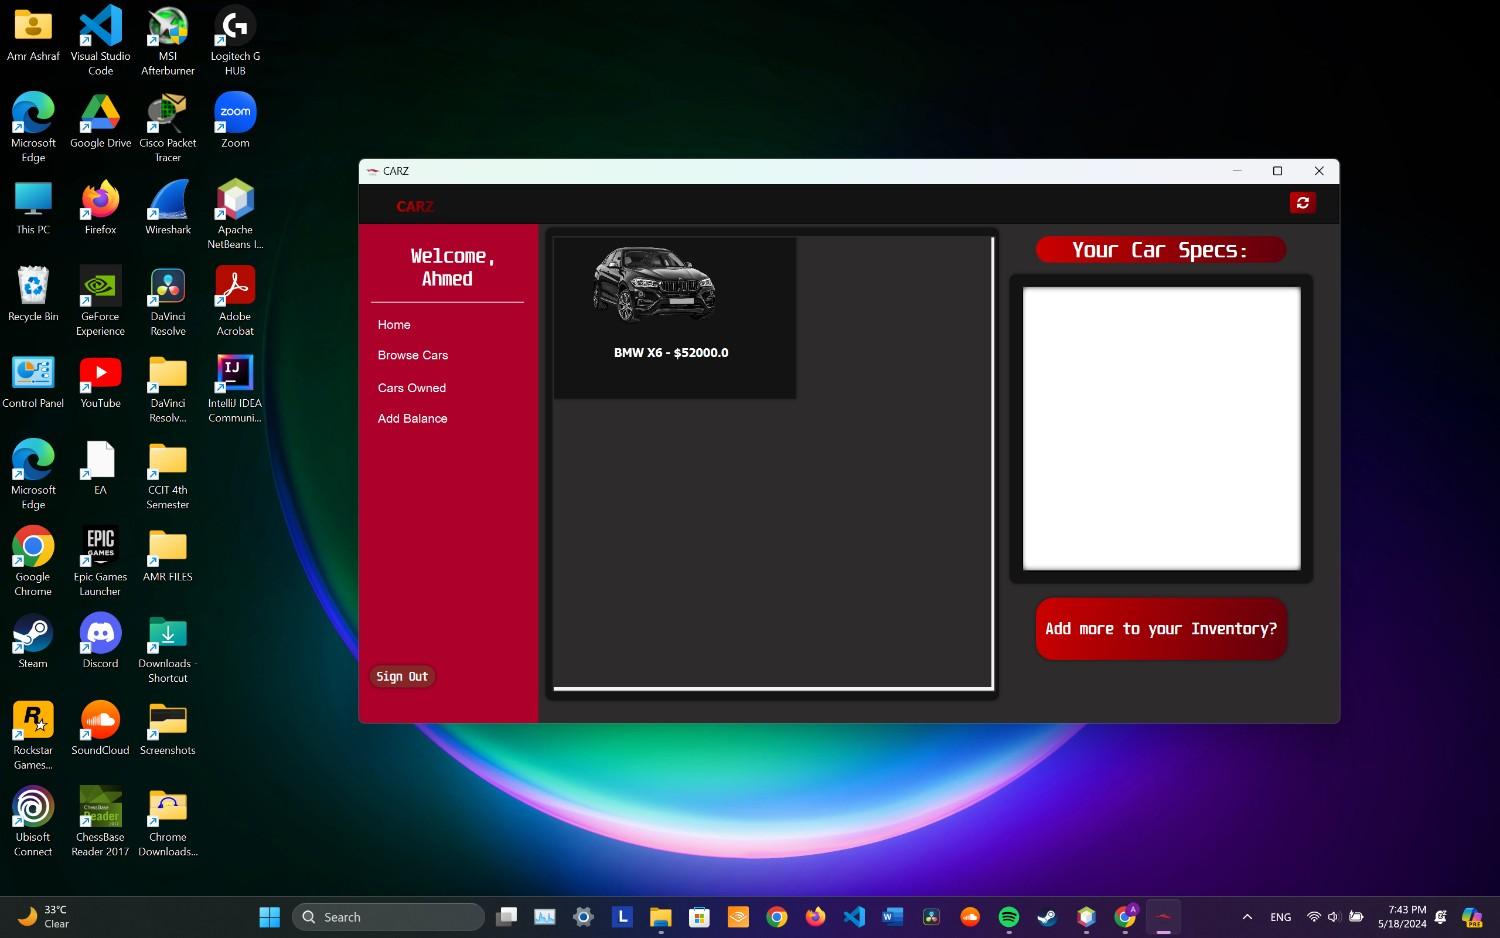 Amr Ashraf
Visual Studio
Code
MSI
Afterburner
Logitech G
HUB
Microsoft
Edge
Google Drive
Cisco Packet
Tracer
zoom
Zoom
This PC
Firefox
Wireshark
Apache
NetBeans I...
Recycle Bin
GeForce
Experience
DaVinci
Resolve
Adobe
Acrobat
Control Panel
YouTube
DaVinci
Resolv...
IJ
IntelliJ IDEA
Communi...
Microsoft
Edge
EA
CCIT 4th
Semester
Google
Chrome
EPIC
GAMES
Epic Games
Launcher
AMR FILES
Steam
Discord
Downloads -
Shortcut
R
Rockstar
Games...
SoundCloud
Screenshots
Ubisoft
Connect
ChessBase
Reader
ChessBase
Reader 2017
Chrome
Downloads...
CARZ
CARZ
Welcome,
Ahmed
Home
Browse Cars
Cars Owned
Add Balance
Sign Out
BMW X6 - $52000.0
Your Car Specs:
Add more to your Inventory?
33°C
Clear
Search
L
W
A
ENG
7:43 PM
5/18/2024
PRE